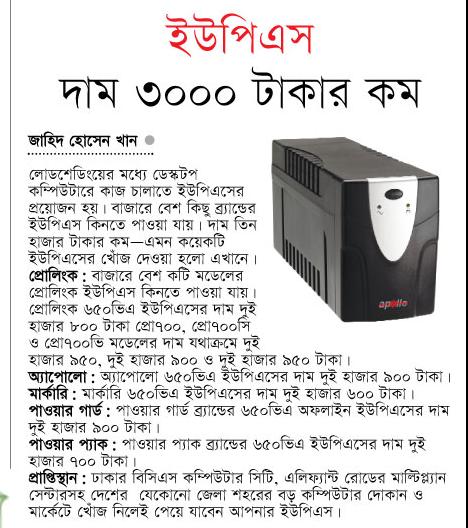 ইউপিএস
দাম ৩০০০ টাকার কম
জাহিদ হোসেন খান
লোডশেডিংয়ের মধ্যে ডেস্কটপ
কম্পিউটারে কাজ চালাতে ইউপিএসের
প্রয়োজন হয়। বাজারে বেশ কিছু ব্র্যান্ডের
ইউপিএস কিনতে পাওয়া যায়। দাম তিন
হাজার টাকার কম—এমন কয়েকটি
ইউপিএসের খোঁজ দেওয়া হলো এখানে।
প্রোলিংক : বাজারে বেশ কটি মডেলের
প্রোলিংক ইউপিএস কিনতে পাওয়া যায়।
প্রোলিংক ৬৫০ভিএ ইউপিএসের দাম দুই
হাজার ৮০০ টাকা প্রো৭০০, প্রো৭০০সি
ও প্রো৭০০ভি মডেলের দাম যথাক্রমে দুই
হাজার ৯৫০, দুই হাজার ৯০০ ও দুই হাজার ৯৫০ টাকা।
অ্যাপোলো : অ্যাপোলো ৬৫০ভিএ ইউপিএসের দাম দুই হাজার ৯০০ টাকা।
মার্কারি : মার্কারি ৬৫০ভিএ ইউপিএসের দাম দুই হাজার ৬০০ টাকা।
পাওয়ার গার্ড : পাওয়ার গার্ড ব্র্যান্ডের ৬৫০ভিএ অফলাইন ইউপিএসের দাম
দুই হাজার ৯০০ টাকা।
পাওয়ার প্যাক : পাওয়ার প্যাক ব্র্যান্ডের ৬৫০ভিএ ইউপিএসের দাম দুই
হাজার ৭০০ টাকা।
প্রাপ্তিস্থান : ঢাকার বিসিএস কম্পিউটার সিটি, এলিফ্যান্ট রোডের মাল্টিপ্ল্যান
সেন্টারসহ দেশের যেকোনো জেলা শহরের বড় কম্পিউটার দোকান ও
মার্কেটে খোঁজ নিলেই পেয়ে যাবেন আপনার ইউপিএস।
apollo